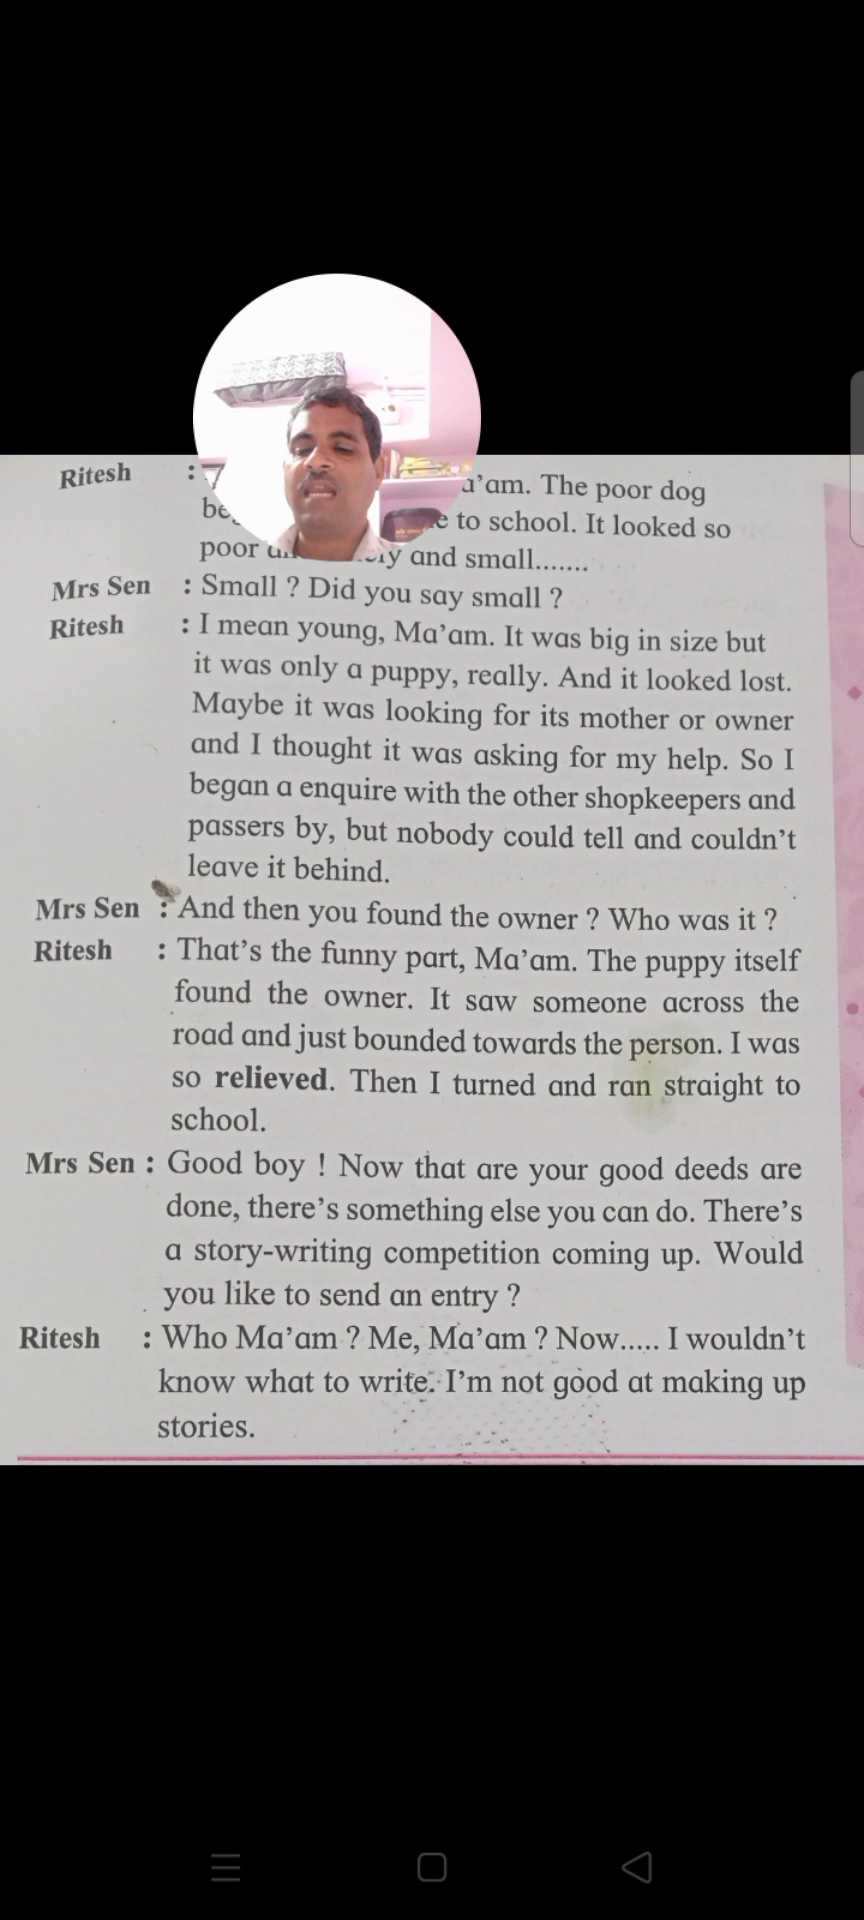 Ritesh : a'am. The poor dog
be e to school. It looked so
poor ly and small.......
Mrs Sen : Small ? Did you say small ?
Ritesh : I mean young, Ma'am. It was big in size but
it was only a puppy, really. And it looked lost.
Maybe it was looking for its mother or owner
and I thought it was asking for my help. So I
began a enquire with the other shopkeepers and
passers by, but nobody could tell and couldn't
leave it behind.
Mrs Sen : And then you found the owner ? Who was it ?
Ritesh : That's the funny part, Ma'am. The puppy itself
found the owner. It saw someone across the
road and just bounded towards the person. I was
so relieved. Then I turned and ran straight to
school.
Mrs Sen : Good boy ! Now that are your good deeds are
done, there's something else you can do. There's
a story-writing competition coming up. Would
you like to send an entry ?
Ritesh : Who Ma'am ? Me, Ma'am ? Now..... I wouldn't
know what to write. I'm not good at making up
stories.